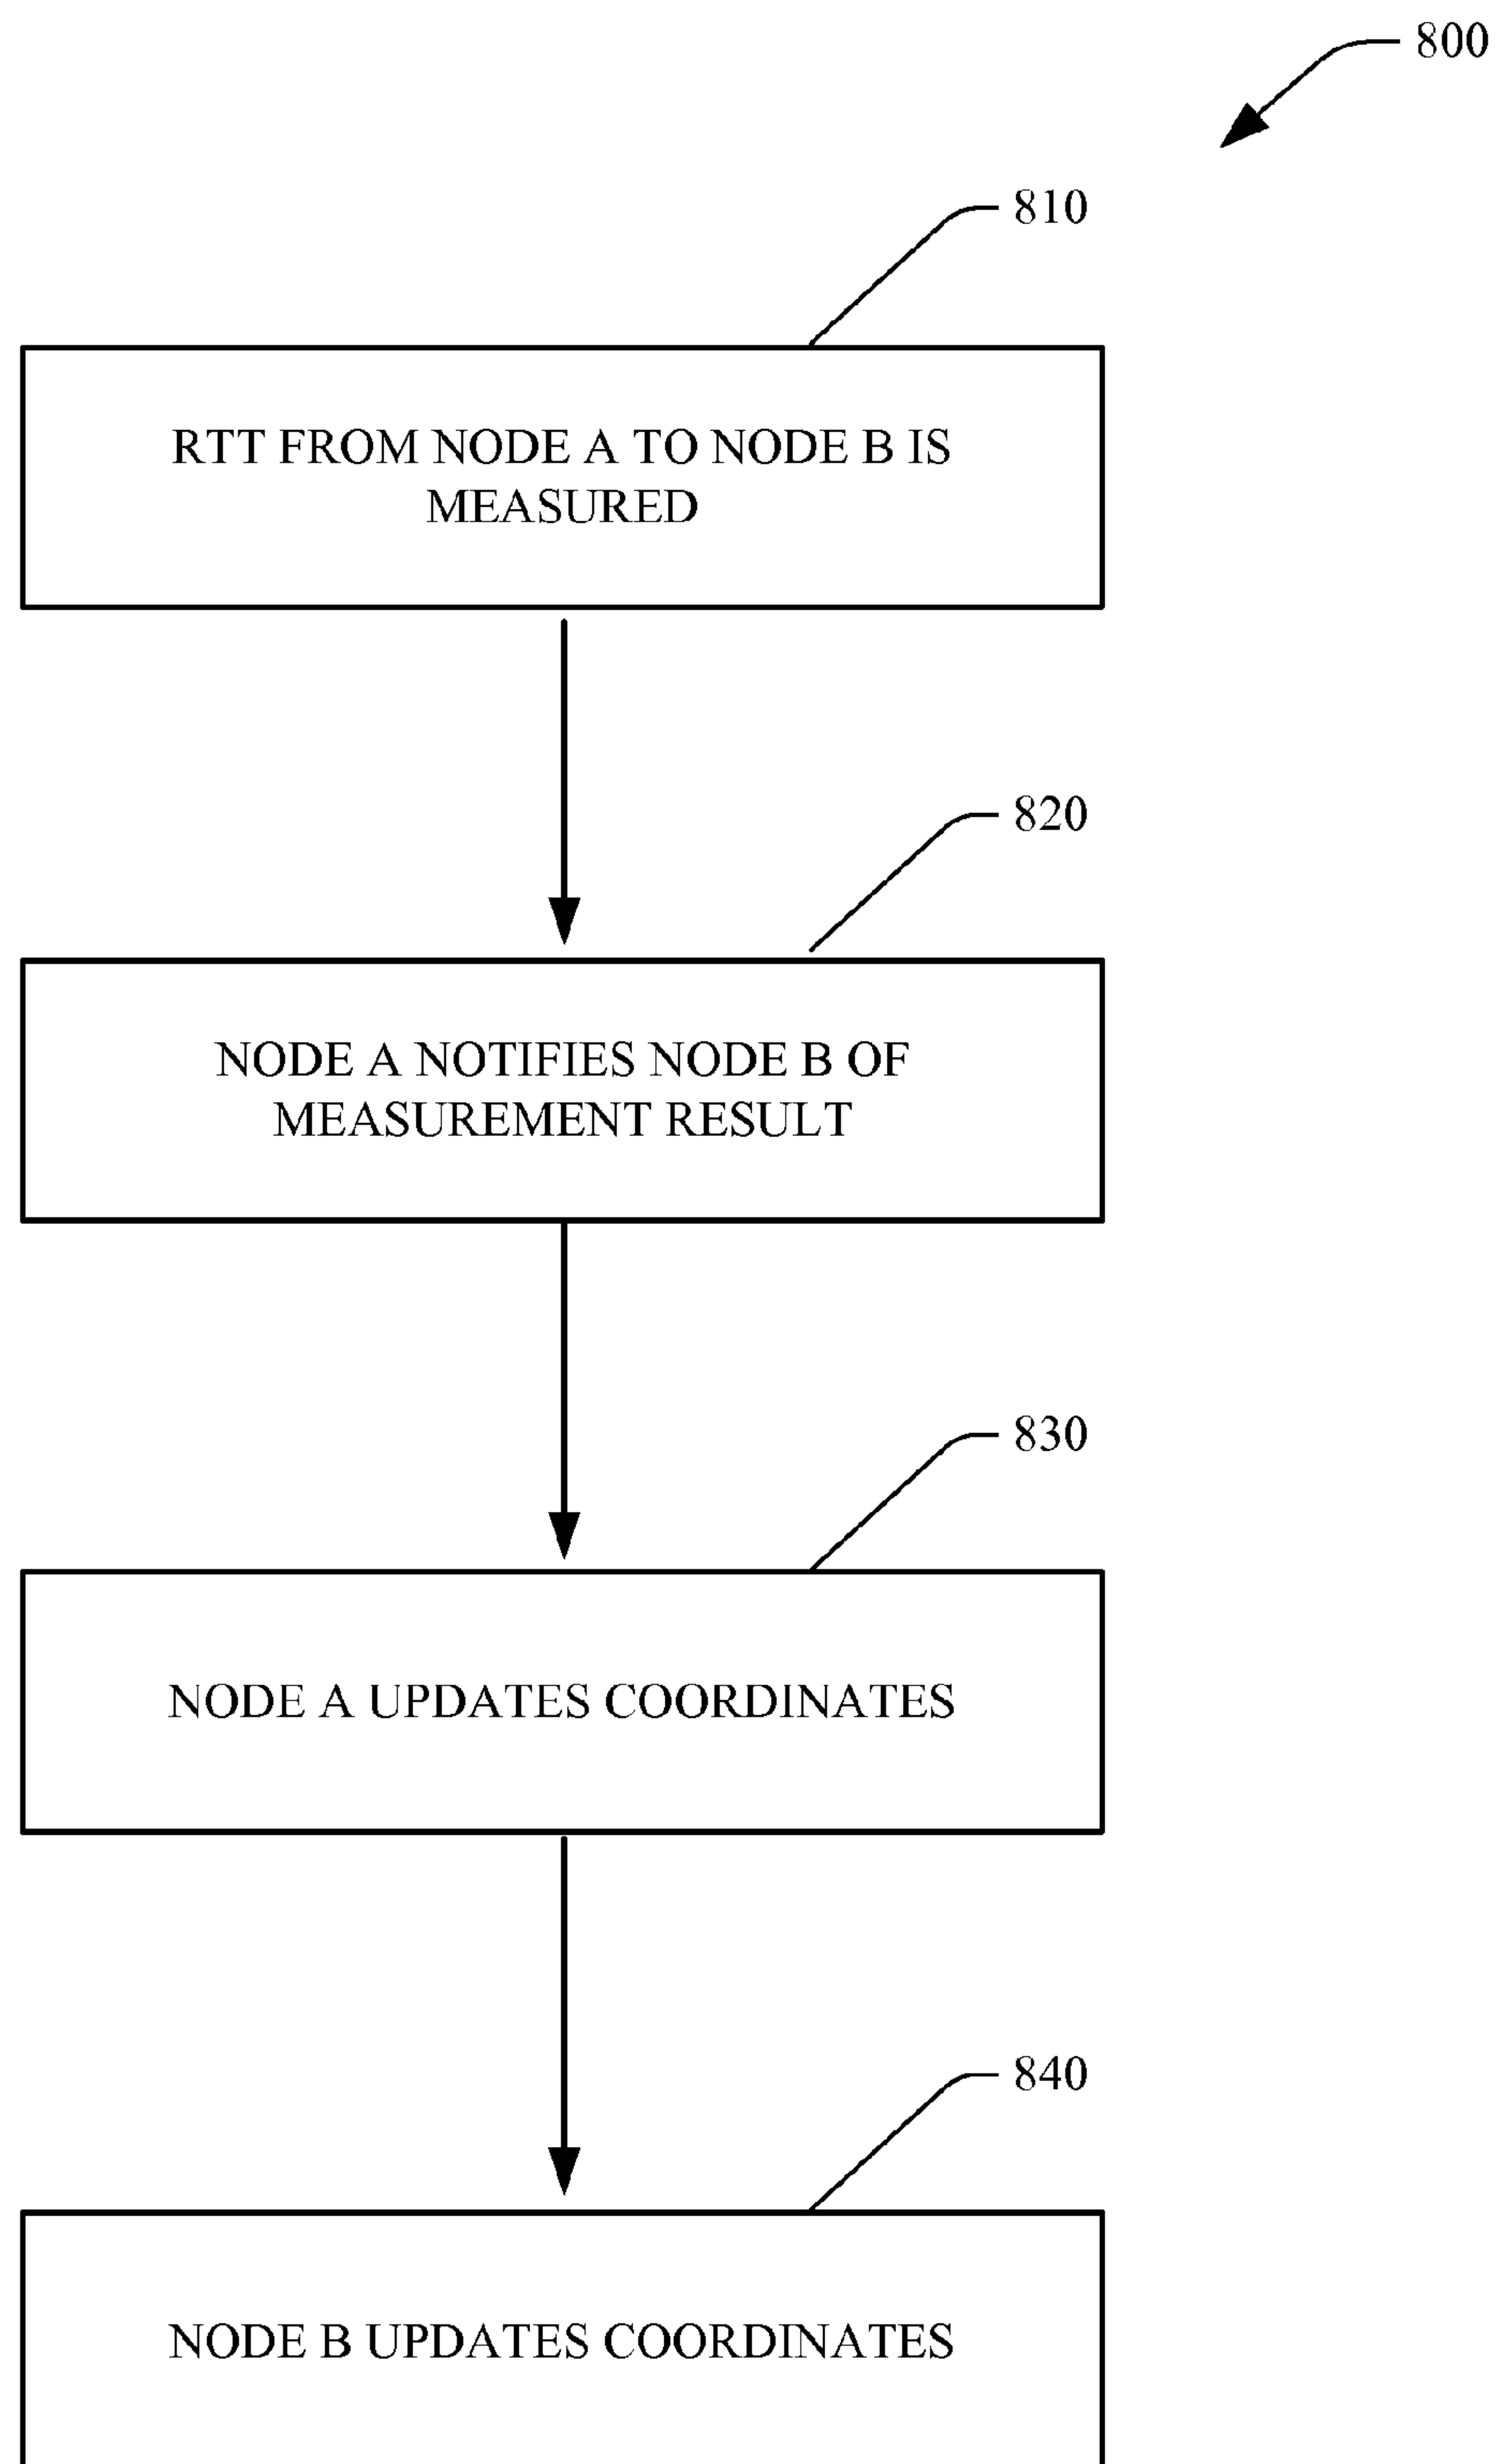 800
810
RTT FROM NODE A TO NODE B IS
MEASURED
820
NODE A NOTIFIES NODE B OF
MEASUREMENT RESULT
830
NODE A UPDATES COORDINATES
840
NODE B UPDATES COORDINATES